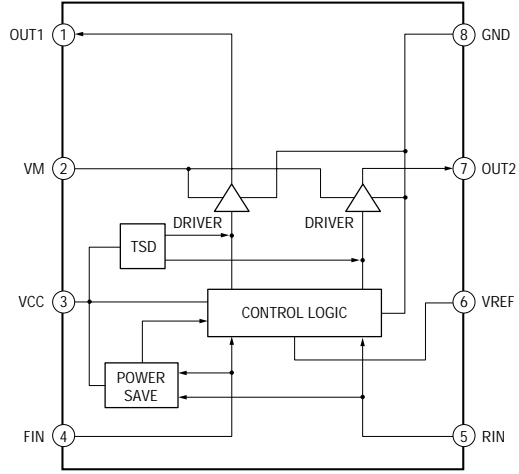 OUT1 1
8 GND
VM 2
7 OUT2
DRIVER
DRIVER
TSD
VCC 3
CONTROL LOGIC
6 VREF
POWER
SAVE
FIN 4
5 RIN